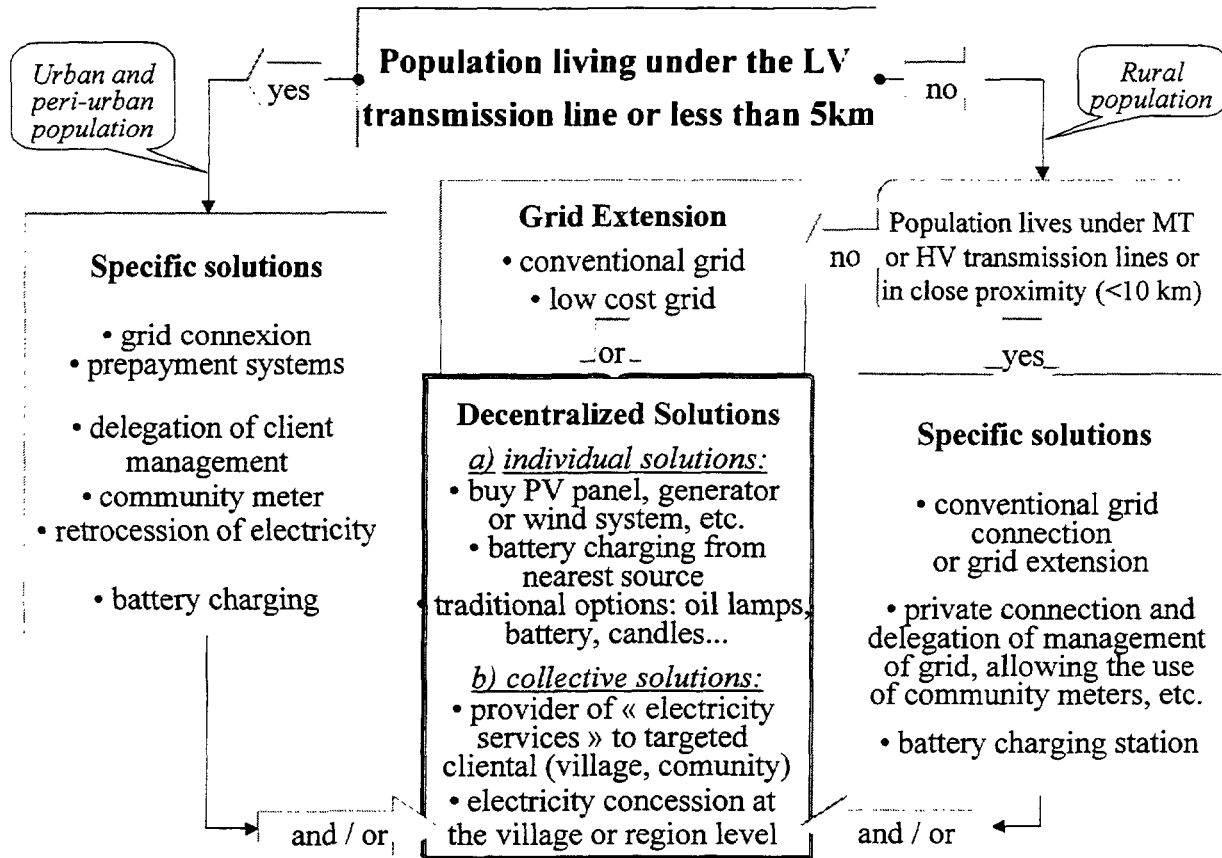 Urban and
peri-urban
population
yes
Population living under the LV
transmission line or less than 5km
no
Rural
population
Specific solutions
• grid connexion
• prepayment systems
• delegation of client
management
• community meter
• retrocession of electricity
• battery charging
and / or
Grid Extension
• conventional grid
• low cost grid
or
Decentralized Solutions
a) individual solutions:
• buy PV panel, generator
or wind system, etc.
• battery charging from
nearest source
• traditional options: oil lamps,
battery, candles...
b) collective solutions:
• provider of « electricity
services » to targeted
cliental (village, comunity)
• electricity concession at
the village or region level
no
Population lives under MT
or HV transmission lines or
in close proximity (<10 km)
yes
Specific solutions
• conventional grid
connection
or grid extension
• private connection and
delegation of management
of grid, allowing the use
of community meters, etc.
• battery charging station
and / or